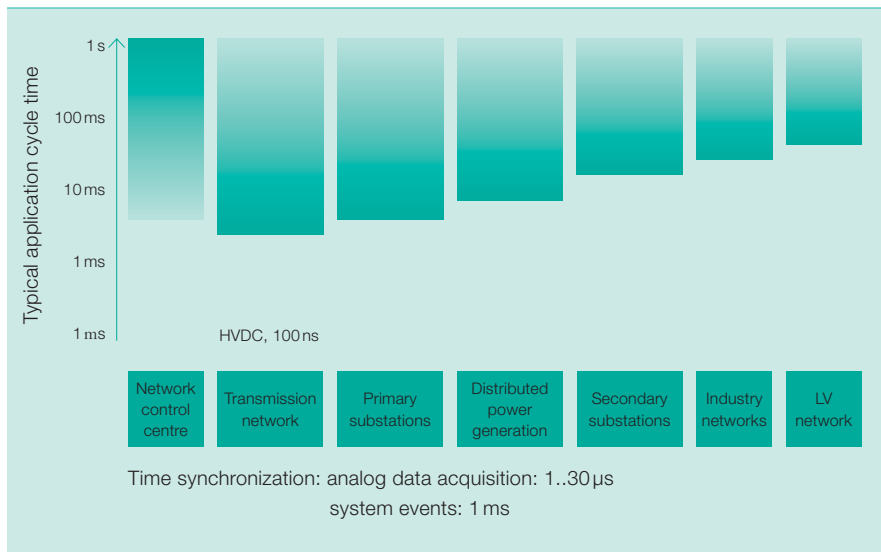 Typical application cycle time
1 s
100 ms
10 ms
1 ms
1 ms
HVDC, 100 ns
Network
control
centre
Transmission
network
Primary
substations
Distributed
power
generation
Secondary
substations
Industry
networks
LV
network
Time synchronization: analog data acquisition: 1..30 µs
system events: 1 ms